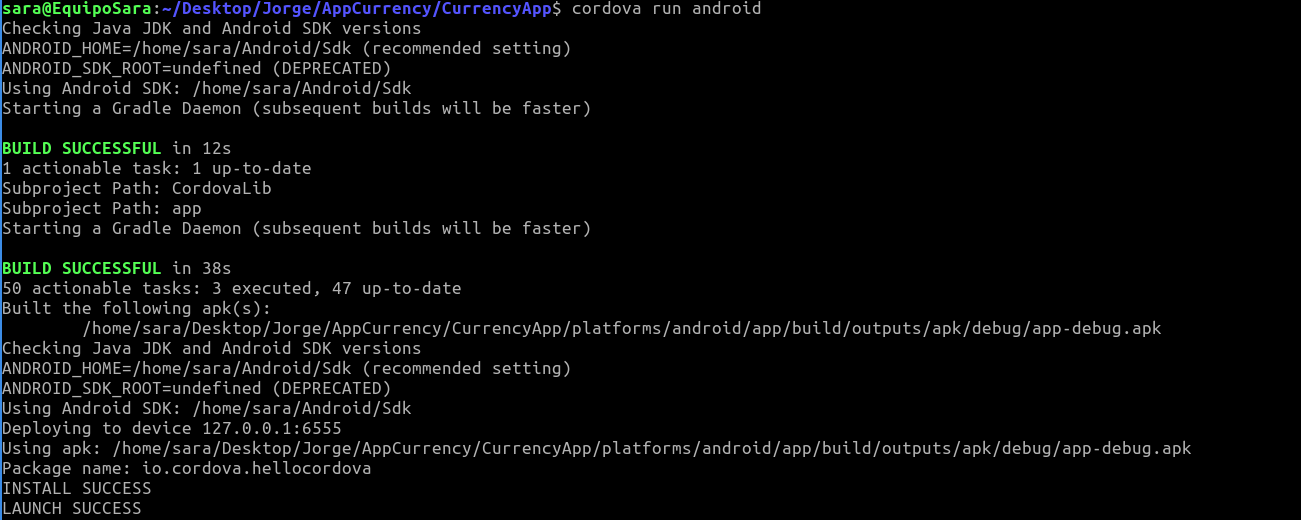 sara@EquipoSara:~/Desktop/Jorge/AppCurrency/CurrencyApp$ cordova run android
Checking Java JDK and Android SDK versions
ANDROID_HOME=/home/sara/Android/Sdk (recommended setting)
ANDROID_SDK_ROOT=undefined (DEPRECATED)
Using Android SDK: /home/sara/Android/Sdk
Starting a Gradle Daemon (subsequent builds will be faster)
BUILD SUCCESSFUL in 12s
1 actionable task: 1 up-to-date
Subproject Path: CordovaLib
Subproject Path: app
Starting a Gradle Daemon (subsequent builds will be faster)
BUILD SUCCESSFUL in 38s
50 actionable tasks: 3 executed, 47 up-to-date
Built the following apk(s):
/home/sara/Desktop/Jorge/AppCurrency/CurrencyApp/platforms/android/app/build/outputs/apk/debug/app-debug.apk
Checking Java JDK and Android SDK versions
ANDROID_HOME=/home/sara/Android/Sdk (recommended setting)
ANDROID_SDK_ROOT=undefined (DEPRECATED)
Using Android SDK: /home/sara/Android/Sdk
Deploying to device 127.0.0.1:6555
Using apk: /home/sara/Desktop/Jorge/AppCurrency/CurrencyApp/platforms/android/app/build/outputs/apk/debug/app-debug.apk
Package name: io.cordova.hellocordova
INSTALL SUCCESS
LAUNCH SUCCESS